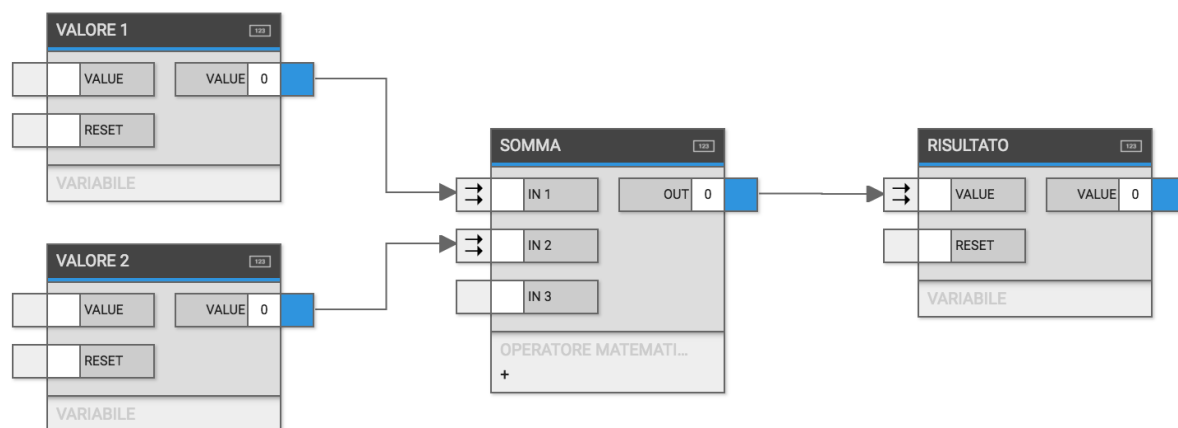 VALORE 1
123
VALUE
VALUE 0
RESET
VARIABILE
VALORE 2
123
VALUE
VALUE 0
RESET
VARIABILE
SOMMA
123
IN 1
OUT 0
IN 2
IN 3
OPERATORE MATEMATI...
+
RISULTATO
123
VALUE
VALUE 0
RESET
VARIABILE